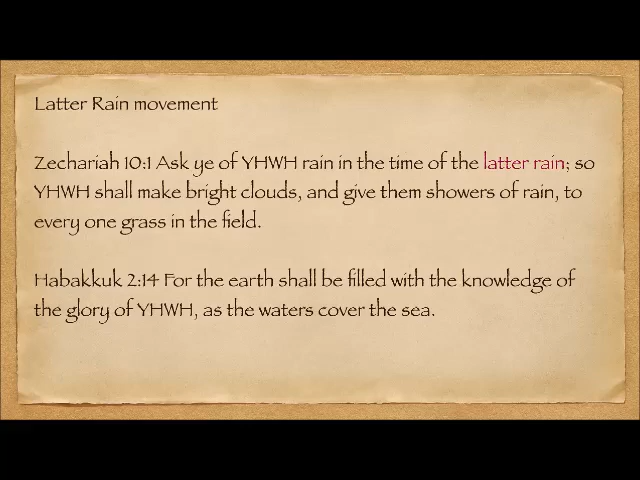 Latter Rain movement
Zechariah 10:1 Ask ye of YHWH rain in the time of the latter rain; so
YHWH shall make bright clouds, and give them showers of rain, to
every one grass in the field.
Habakkuk 2:14 For the earth shall be filled with the knowledge of
the glory of YHWH, as the waters cover the sea.